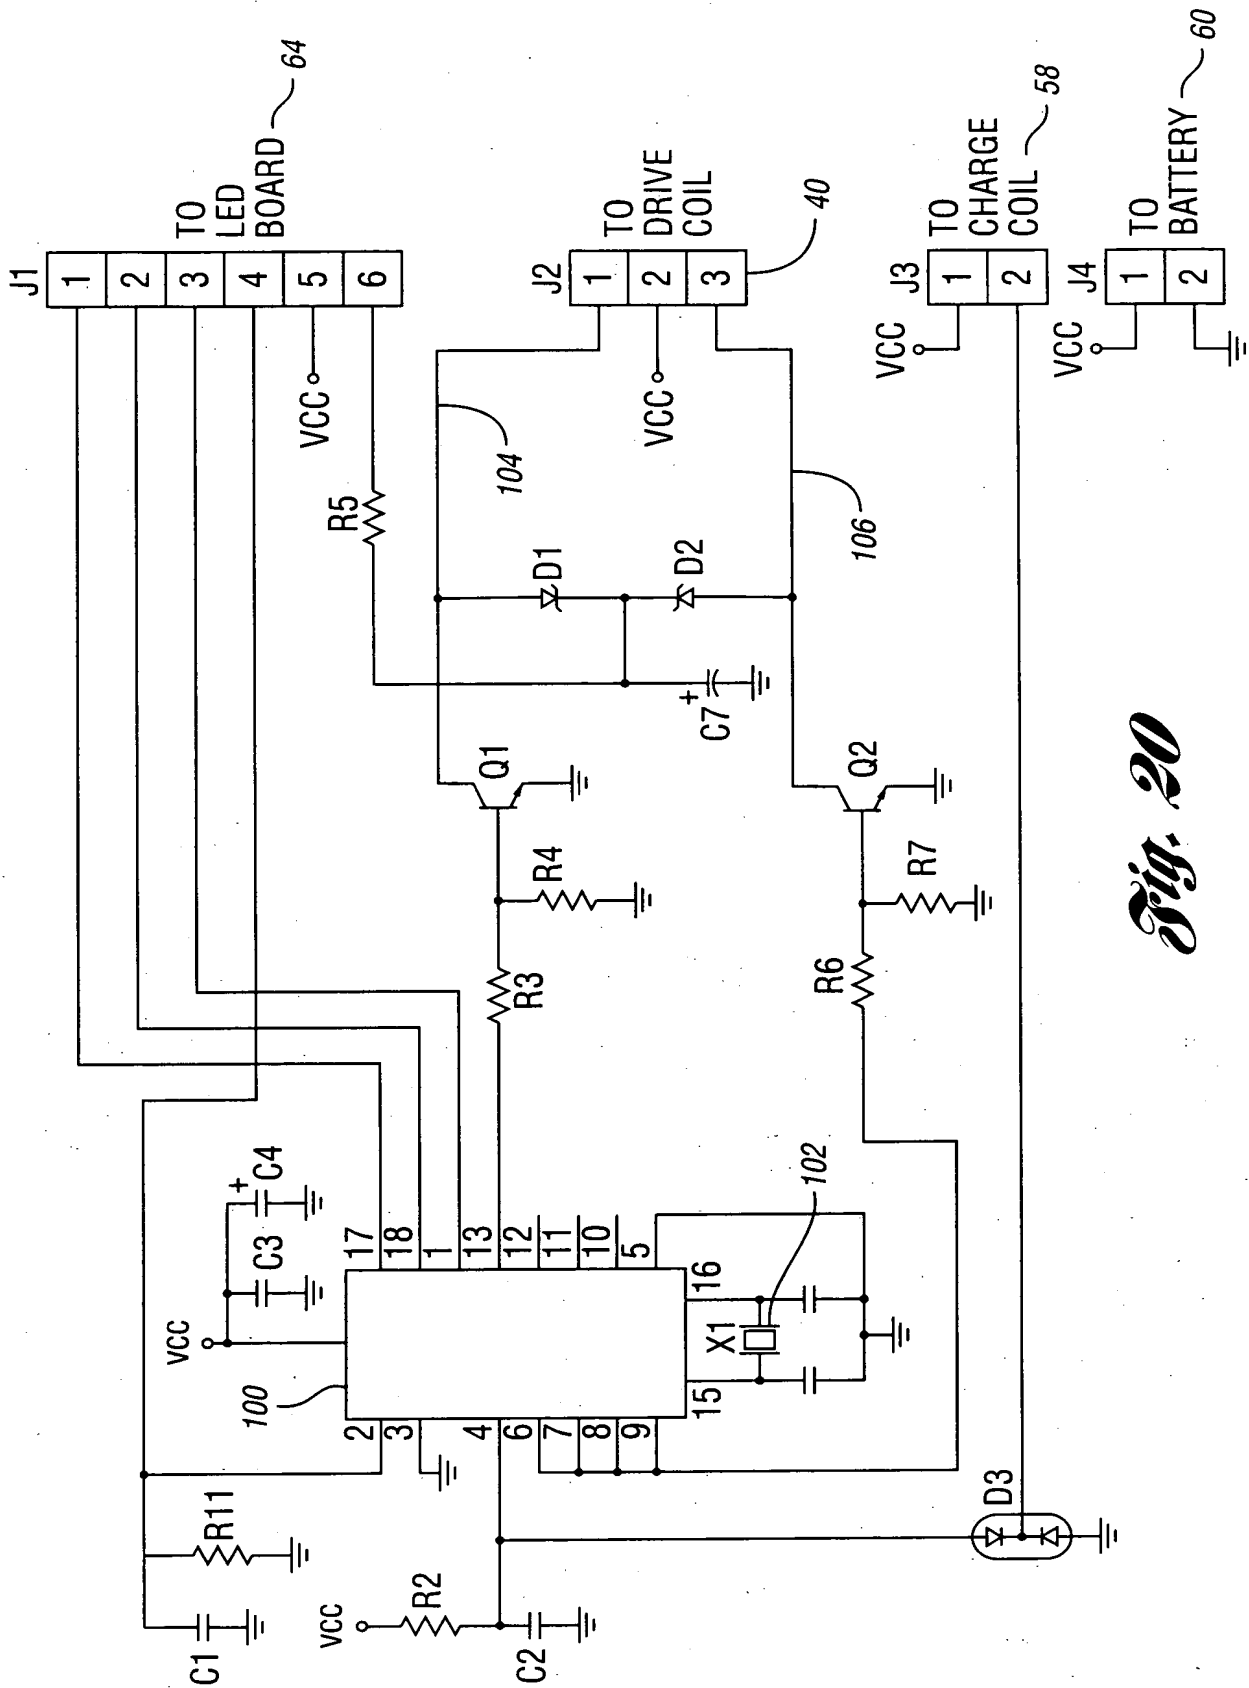 J1
1
2
3
4
5
6
TO
LED
BOARD
64
VCC
R5
J2
1
2
3
TO
DRIVE
COIL
40
VCC
104
106
D1
D2
C7
+
Q1
Q2
R4
R3
R7
R6
J3
1
2
TO
CHARGE
COIL
58
VCC
J4
1
2
TO
BATTERY
60
VCC
C4
+
C3
VCC
100
17
18
1
13
12
11
10
5
16
15
2
3
4
6
7
8
9
X1
102
R11
C1
VCC
R2
C2
D3
Fig. 20